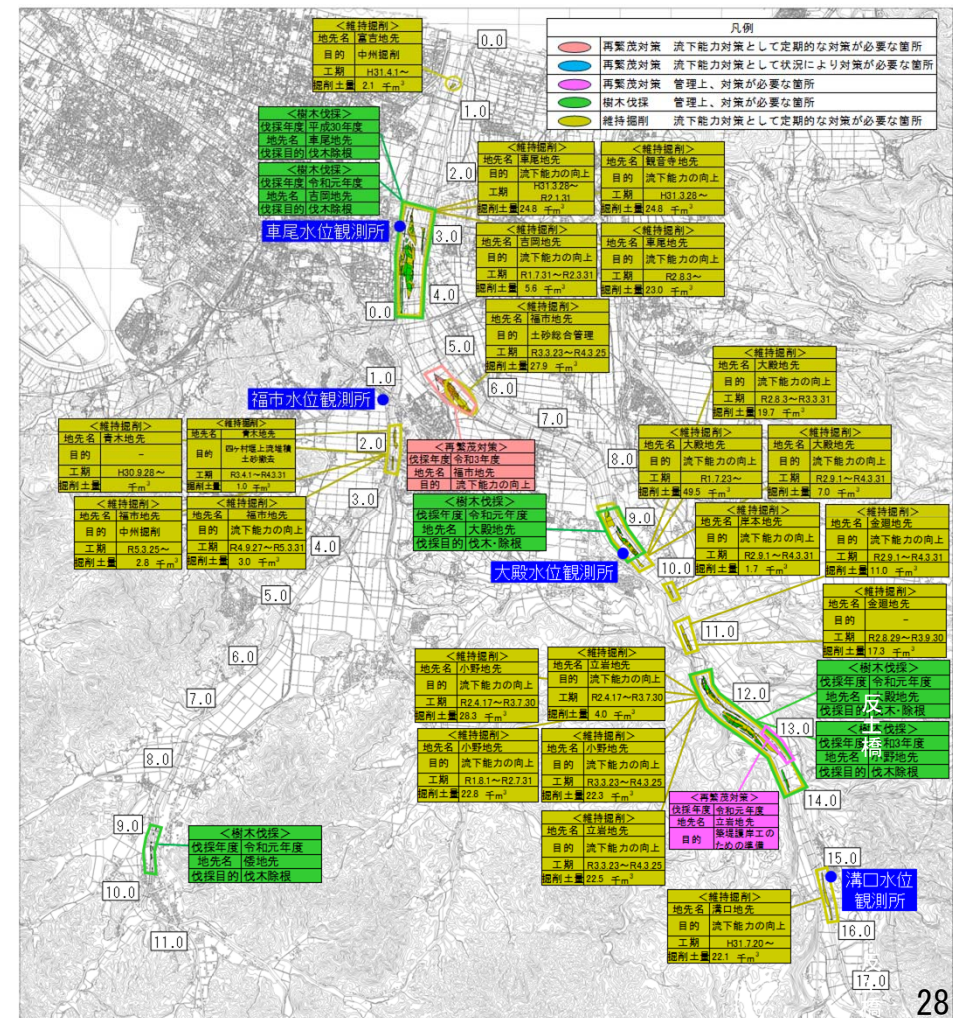 凡例
再繁茂対策 流下能力対策として定期的な対策が必要な箇所
再繁茂対策 流下能力対策として状況により対策が必要な箇所
再繁茂対策 管理上、対策が必要な箇所
樹木伐採 管理上、対策が必要な箇所
維持掘削 流下能力対策として定期的な対策が必要な箇所
<維持掘削>
地先名 富吉地先
目的 中州掘削
工期 H31.4.1~
掘削土量 2.1 千m³
0.0
1.0
<樹木伐採>
伐採年度 平成30年度
地先名 車尾地先
伐採目的 伐木除根
<樹木伐採>
伐採年度 令和元年度
地先名 吉岡地先
伐採目的 伐木除根
2.0
<維持掘削>
地先名 車尾地先
目的 流下能力の向上
工期 H31.3.28~R2.1.31
掘削土量 24.8 千m³
<維持掘削>
地先名 観音寺地先
目的 流下能力の向上
工期 H31.3.28~
掘削土量 24.8 千m³
車尾水位観測所
3.0
<維持掘削>
地先名 吉岡地先
目的 流下能力の向上
工期 R1.7.31~R2.3.31
掘削土量 5.6 千m³
<維持掘削>
地先名 車尾地先
目的 流下能力の向上
工期 R2.8.3~
掘削土量 23.0 千m³
4.0
0.0
<維持掘削>
地先名 福市地先
目的 土砂総合管理
工期 R3.3.23~R4.3.25
掘削土量 27.9 千m³
5.0
1.0
6.0
福市水位観測所
7.0
<維持掘削>
地先名 大殿地先
目的 流下能力の向上
工期 R2.8.3~R3.3.31
掘削土量 19.7 千m³
<維持掘削>
地先名 青木地先
目的 -
工期 H30.9.28~
掘削土量 千m³
<維持掘削>
地先名 青木地先
目的 四ヶ村堰上流堆積土砂撤去
工期 R3.4.1~R4.3.31
掘削土量 1.0 千m³
2.0
3.0
<再繁茂対策>
伐採年度 令和3年度
地先名 福市地先
目的 流下能力の向上
8.0
<維持掘削>
地先名 大殿地先
目的 流下能力の向上
工期 R1.7.23~
掘削土量 49.5 千m³
<維持掘削>
地先名 大殿地先
目的 流下能力の向上
工期 R2.9.1~R4.3.31
掘削土量 7.0 千m³
<維持掘削>
地先名 福市地先
目的 中州掘削
工期 R5.3.25~
掘削土量 2.8 千m³
<維持掘削>
地先名 福市地先
目的 流下能力の向上
工期 R4.9.27~R5.3.31
掘削土量 3.0 千m³
4.0
<樹木伐採>
伐採年度 令和元年度
地先名 大殿地先
伐採目的 伐木・除根
9.0
<維持掘削>
地先名 岸本地先
目的 流下能力の向上
工期 R2.9.1~R4.3.31
掘削土量 1.7 千m³
<維持掘削>
地先名 金廻地先
目的 流下能力の向上
工期 R2.9.1~R4.3.31
掘削土量 11.0 千m³
大殿水位観測所
10.0
5.0
<維持掘削>
地先名 金廻地先
目的 -
工期 R2.8.29~R3.9.30
掘削土量 17.3 千m³
11.0
6.0
<維持掘削>
地先名 小野地先
目的 流下能力の向上
工期 R2.4.17~R3.7.30
掘削土量 28.3 千m³
<維持掘削>
地先名 立岩地先
目的 流下能力の向上
工期 R2.4.17~R3.7.30
掘削土量 4.0 千m³
12.0
<樹木伐採>
伐採年度 令和元年度
地先名 大殿地先
伐採目的 伐木・除根
7.0
13.0
<樹木伐採>
伐採年度 令和3年度
地先名 小野地先
伐採目的 伐木除根
8.0
<維持掘削>
地先名 小野地先
目的 流下能力の向上
工期 R1.8.1~R2.7.31
掘削土量 22.8 千m³
<維持掘削>
地先名 小野地先
目的 流下能力の向上
工期 R3.3.23~R4.3.25
掘削土量 22.3 千m³
<再繁茂対策>
伐採年度 令和元年度
地先名 立岩地先
目的 築堤護岸工のための準備
14.0
9.0
<樹木伐採>
伐採年度 令和元年度
地先名 倭地先
伐採目的 伐木除根
<維持掘削>
地先名 立岩地先
目的 流下能力の向上
工期 R3.3.23~R4.3.25
掘削土量 22.5 千m³
15.0
溝口水位
観測所
10.0
<維持掘削>
地先名 溝口地先
目的 流下能力の向上
工期 H31.7.20~
掘削土量 22.1 千m³
16.0
11.0
17.0
28